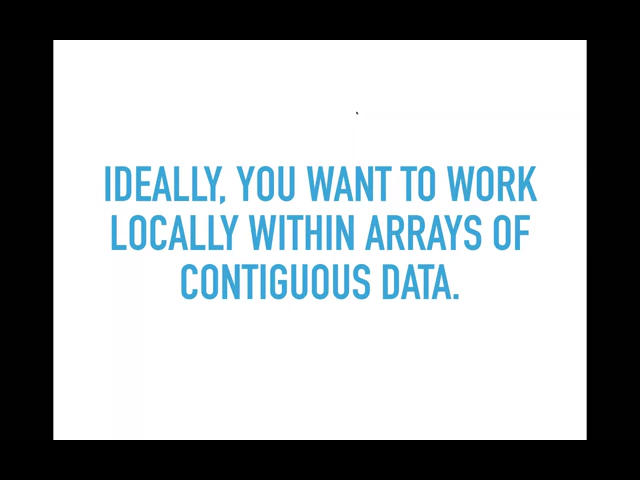 IDEALLY, YOU WANT TO WORK
LOCALLY WITHIN ARRAYS OF
CONTIGUOUS DATA.